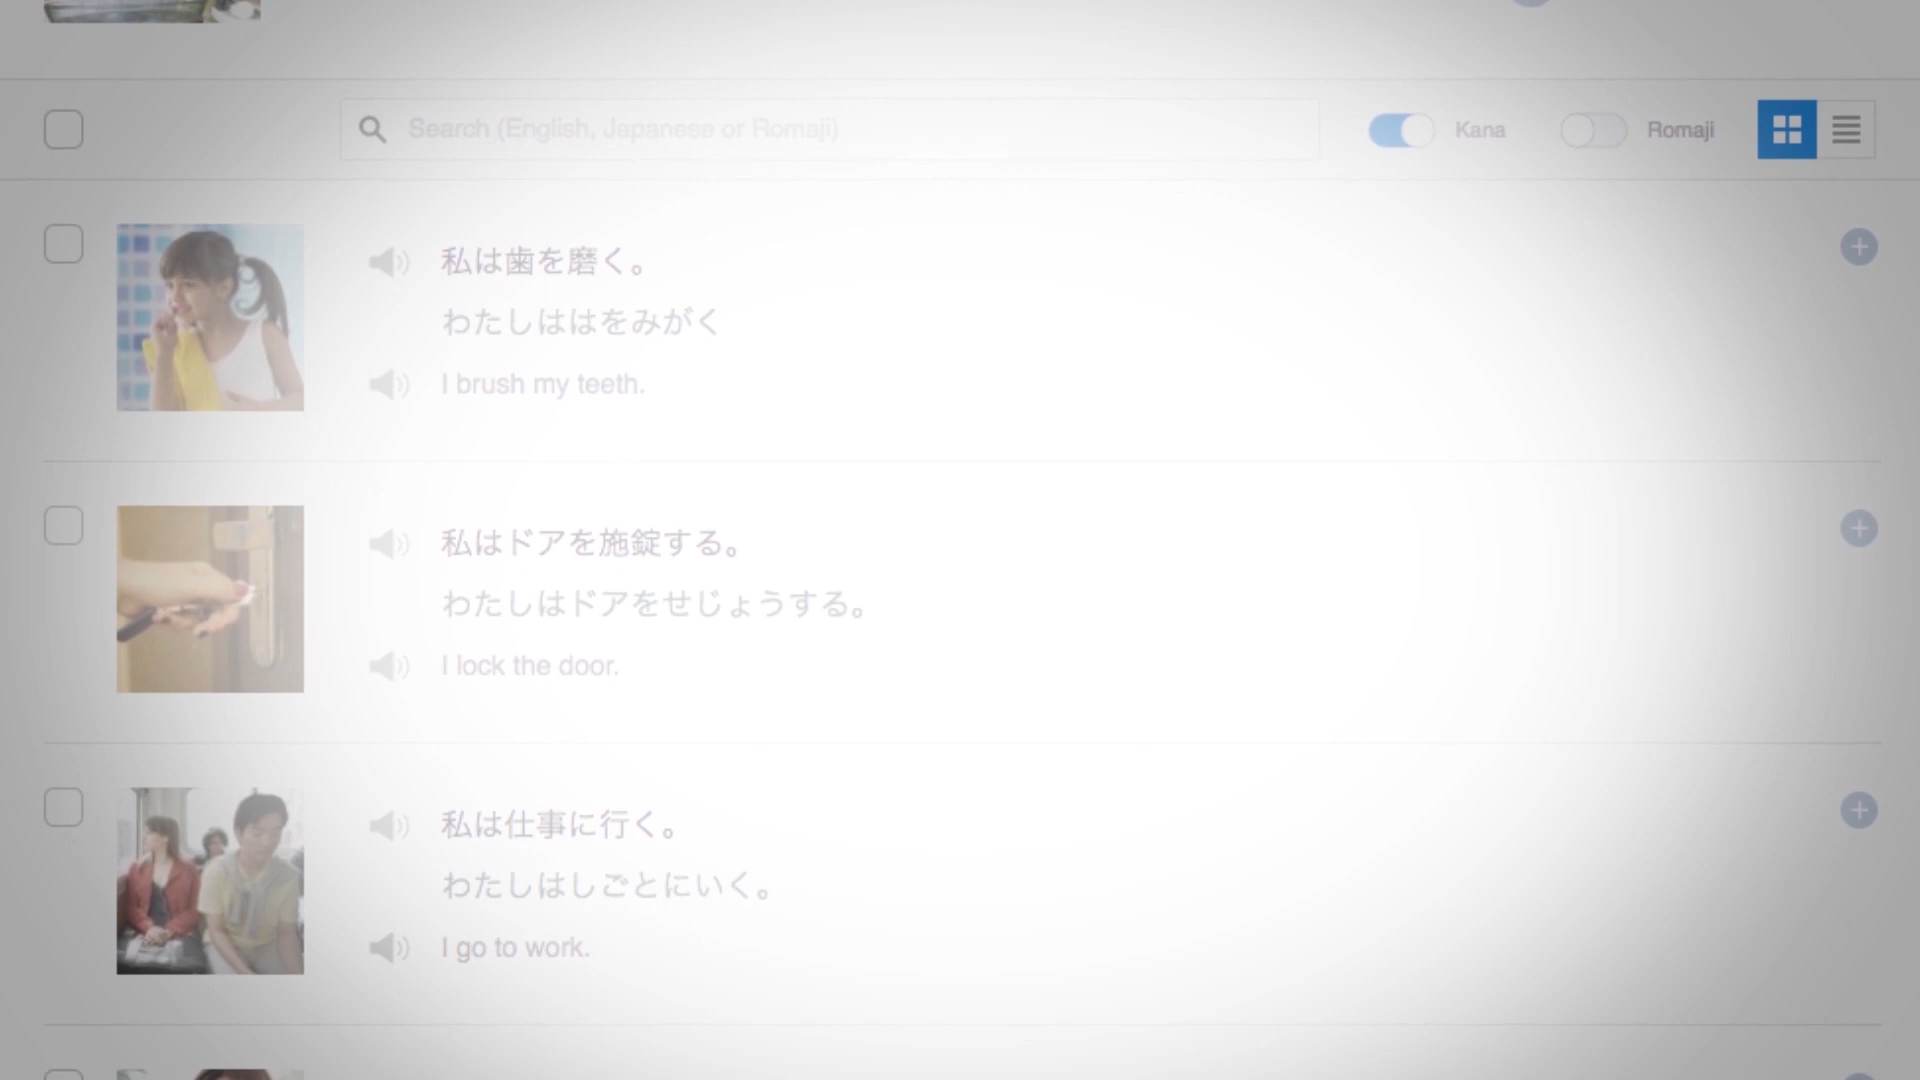 Search (English, Japanese or Romaji)
Kana
Romaji
私は歯を磨く。
わたしははをみがく
I brush my teeth.
私はドアを施錠する。
わたしはドアをせじょうする。
I lock the door.
私は仕事に行く。
わたしはしごとにいく。
I go to work.